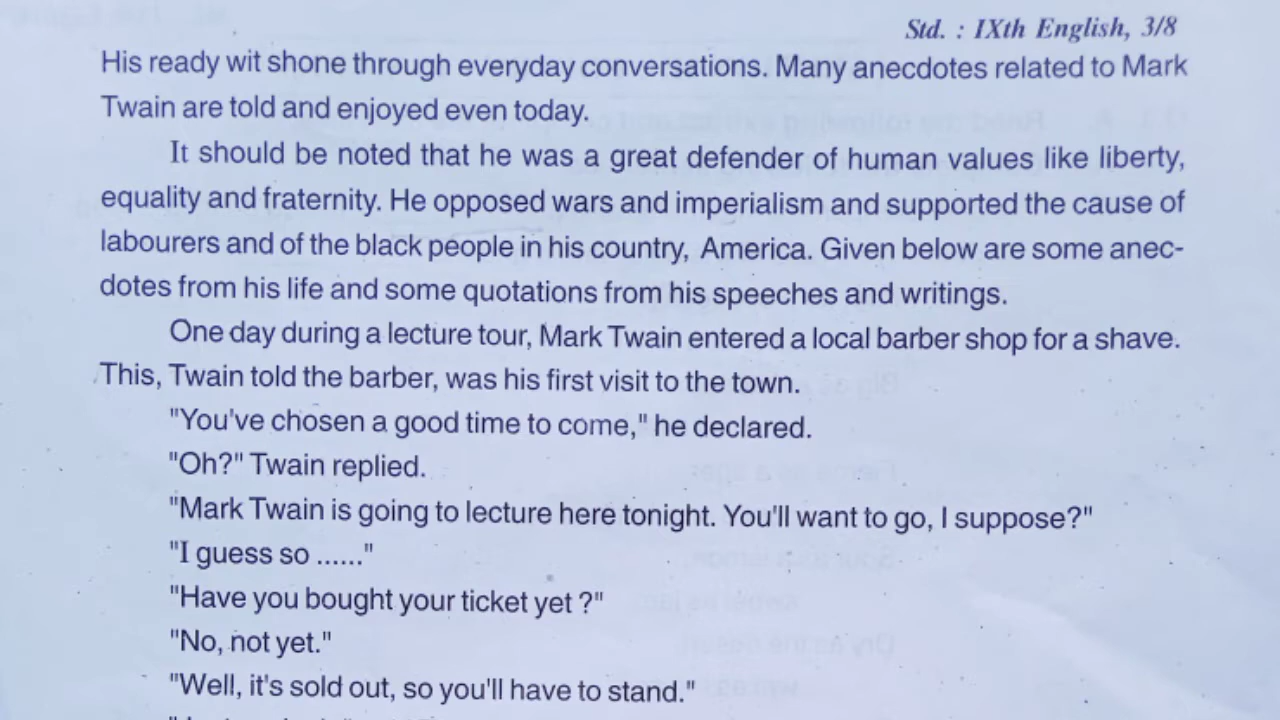 Std. : IXth English, 3/8
His ready wit shone through everyday conversations. Many anecdotes related to Mark
Twain are told and enjoyed even today.
It should be noted that he was a great defender of human values like liberty,
equality and fraternity. He opposed wars and imperialism and supported the cause of
labourers and of the black people in his country, America. Given below are some anec-
dotes from his life and some quotations from his speeches and writings.
One day during a lecture tour, Mark Twain entered a local barber shop for a shave.
This, Twain told the barber, was his first visit to the town.
"You've chosen a good time to come," he declared.
"Oh?" Twain replied.
"Mark Twain is going to lecture here tonight. You'll want to go, I suppose?"
"I guess so ......"
"Have you bought your ticket yet ?"
"No, not yet."
"Well, it's sold out, so you'll have to stand."